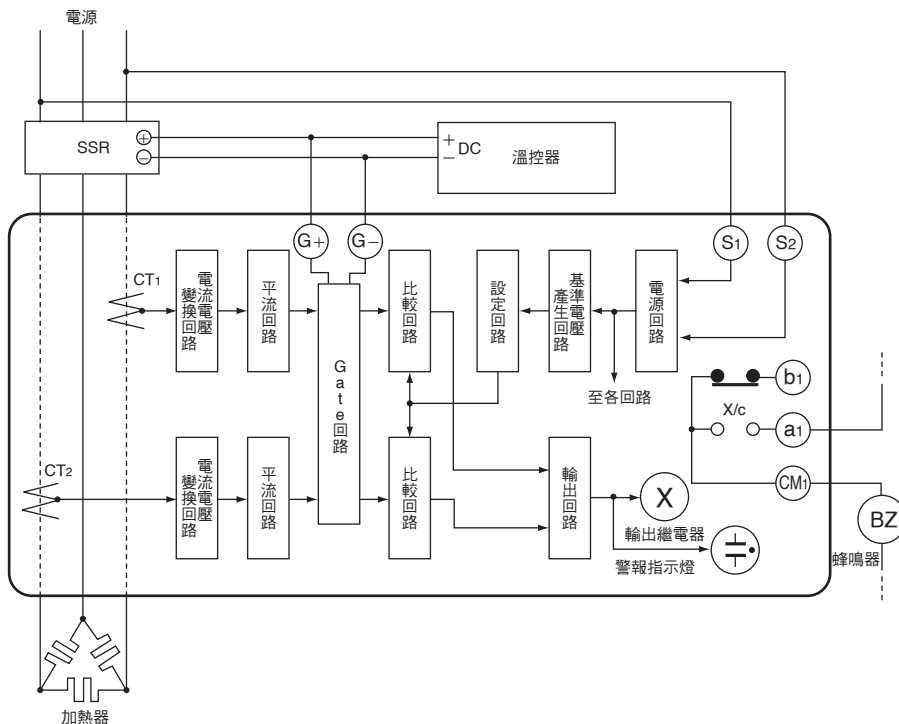 電源
SSR
+
−
+
−
DC
溫控器
G+
G−
S1
S2
CT1
電流電壓
變換回路
平流回路
Gate回路
比較回路
設定回路
基準電壓
產生回路
電源回路
至各回路
b1
X/c
a1
CM1
BZ
蜂鳴器
CT2
電流電壓
變換回路
平流回路
比較回路
輸出回路
X
輸出繼電器
警報指示燈
加熱器